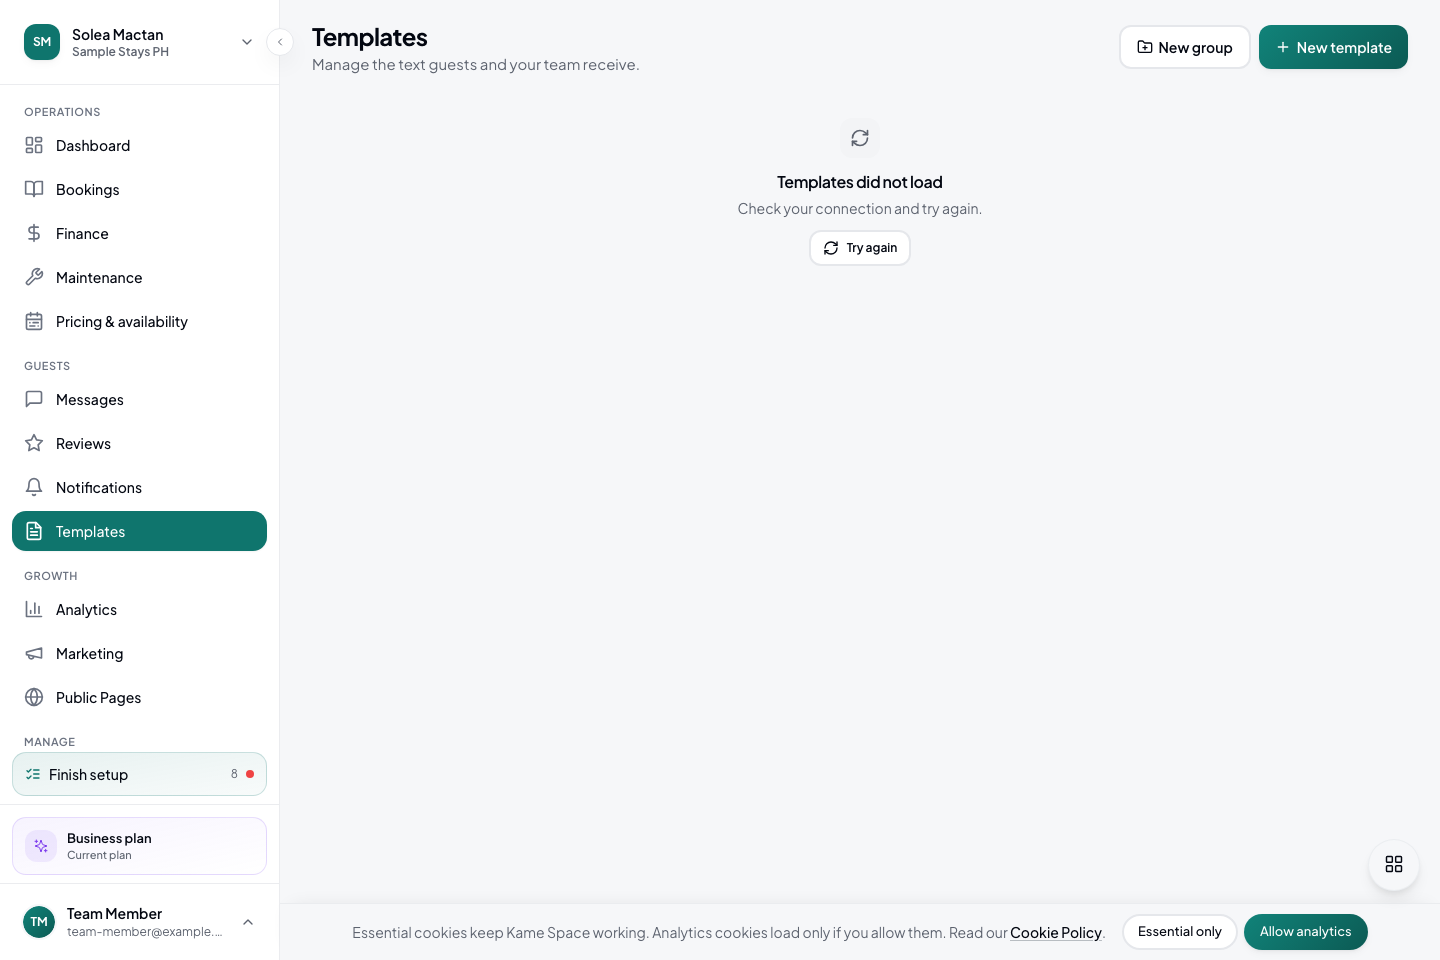 SM
Solea Mactan
Sample Stays PH
OPERATIONS
Dashboard
Bookings
Finance
Maintenance
Pricing & availability
GUESTS
Messages
Reviews
Notifications
Templates
GROWTH
Analytics
Marketing
Public Pages
MANAGE
Finish setup 8
Business plan
Current plan
TM
Team Member
team-member@example.…
Templates
Manage the text guests and your team receive.
New group
New template
Templates did not load
Check your connection and try again.
Try again
Essential cookies keep Kame Space working. Analytics cookies load only if you allow them. Read our Cookie Policy.
Essential only
Allow analytics